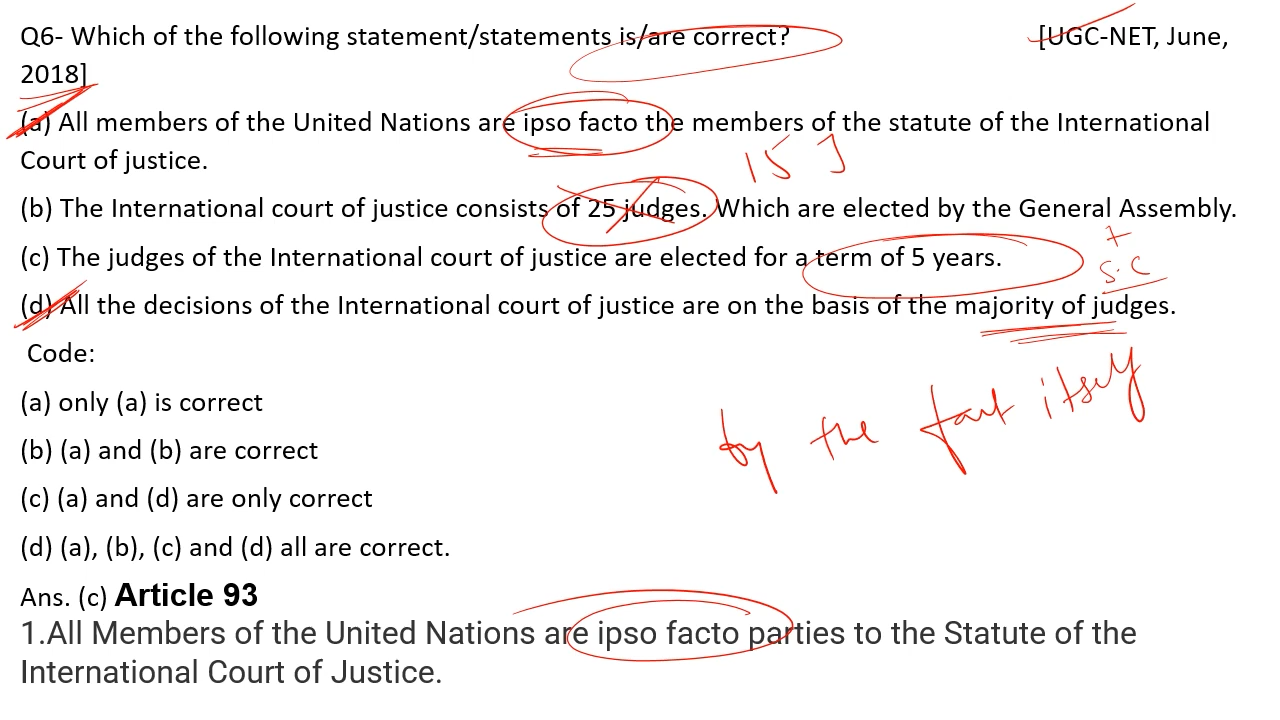 Q6- Which of the following statement/statements is/are correct? [UGC-NET, June,
2018]
(a) All members of the United Nations are ipso facto the members of the statute of the International
Court of justice.
15 J
(b) The International court of justice consists of 25 judges. Which are elected by the General Assembly.
+
(c) The judges of the International court of justice are elected for a term of 5 years.
S.C
(d) All the decisions of the International court of justice are on the basis of the majority of judges.
Code:
(a) only (a) is correct
by the fact itself
(b) (a) and (b) are correct
(c) (a) and (d) are only correct
(d) (a), (b), (c) and (d) all are correct.
Ans. (c) Article 93
1.All Members of the United Nations are ipso facto parties to the Statute of the
International Court of Justice.